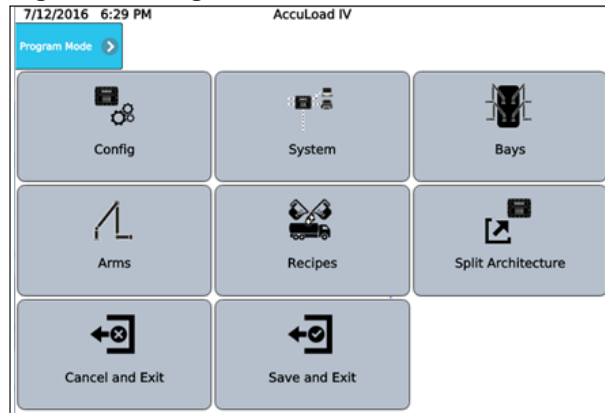 7/12/2016 6:29 PM AccuLoad IV
Program Mode
Config System Bays
Arms Recipes Split Architecture
Cancel and Exit Save and Exit